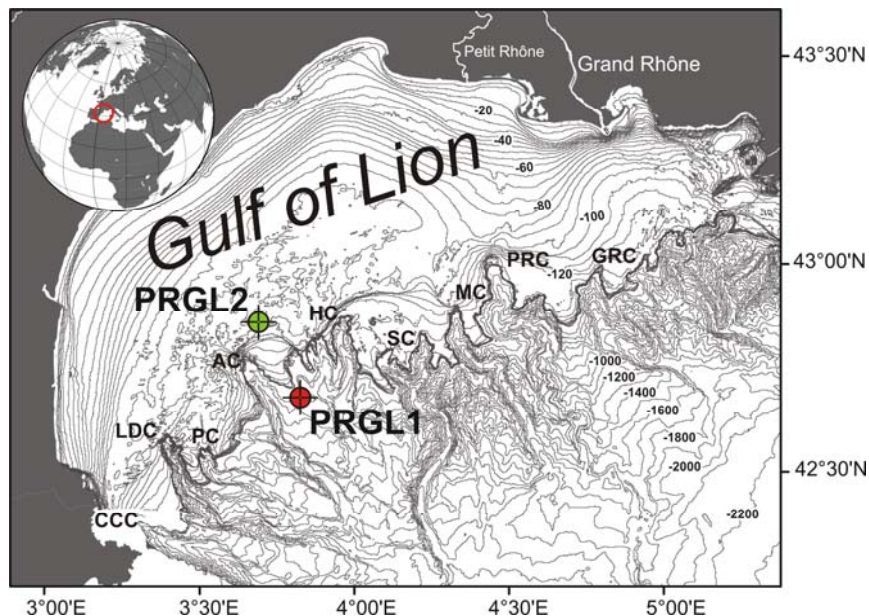 Petit Rhône
Grand Rhône
43°30'N
-20
-40
-60
-80
-100
Gulf of Lion
PRC
GRC
-120
43°00'N
MC
PRGL2
HC
SC
AC
-1000
-1200
-1400
-1600
-1800
-2000
-2200
PRGL1
LDC
PC
42°30'N
CCC
3°00'E
3°30'E
4°00'E
4°30'E
5°00'E